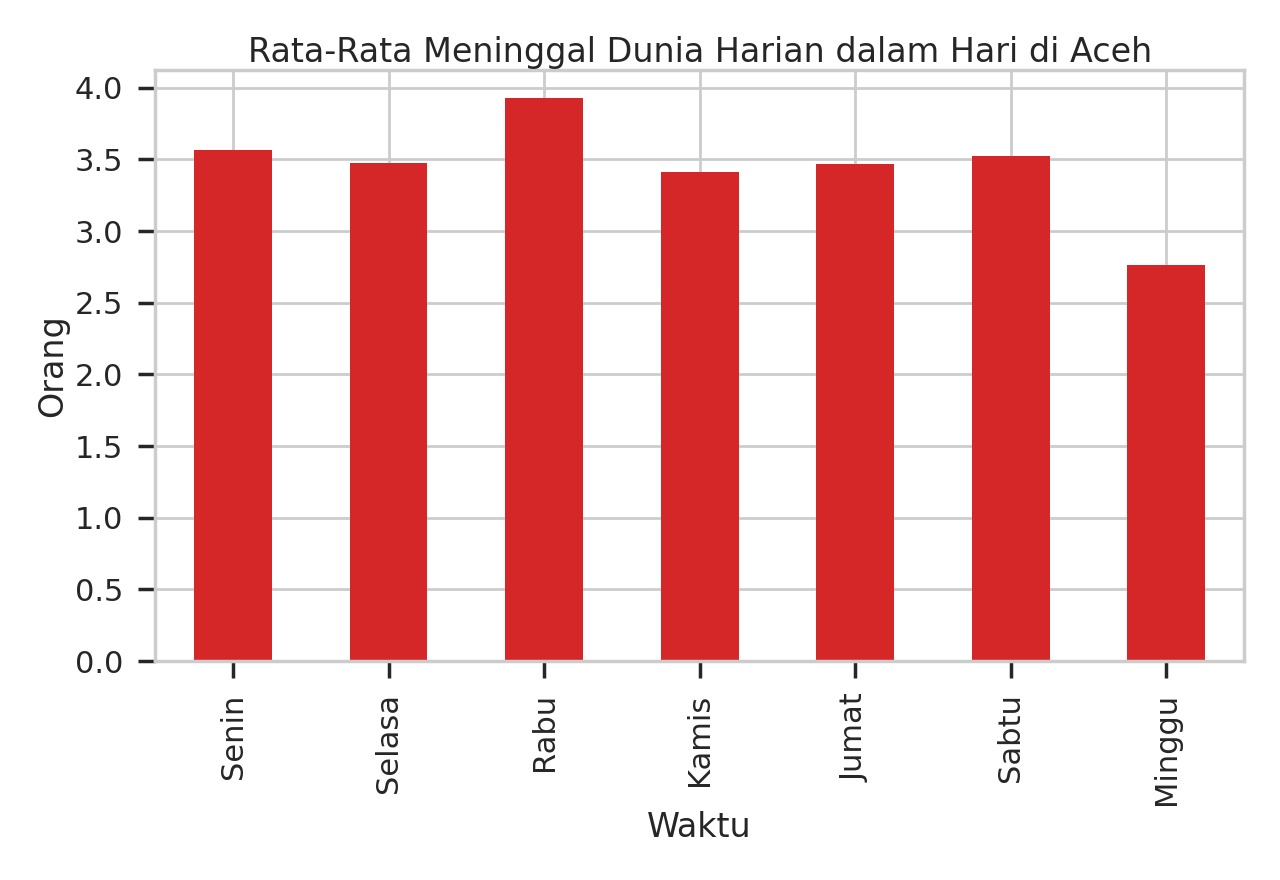 Rata-Rata Meninggal Dunia Harian dalam Hari di Aceh
4.0
3.5
3.0
2.5
2.0
1.5
1.0
0.5
0.0
Orang
Senin
Selasa
Rabu
Kamis
Jumat
Sabtu
Minggu
Waktu